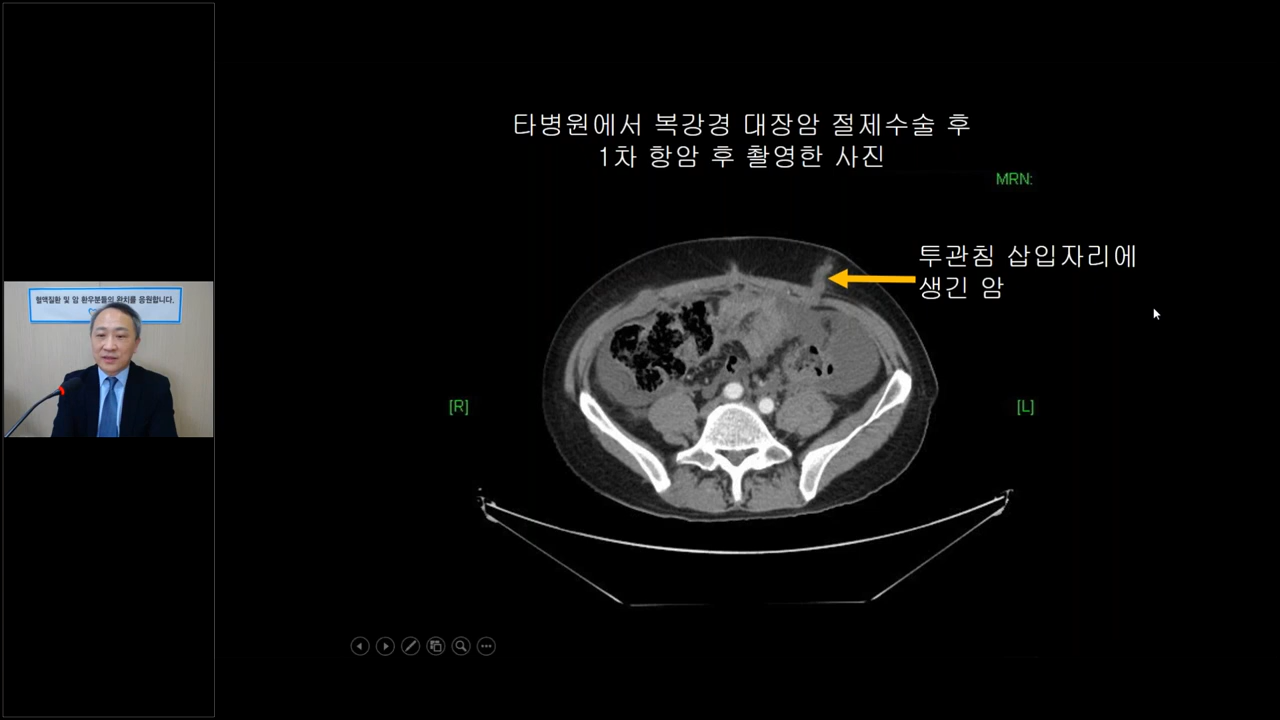 타병원에서 복강경 대장암 절제수술 후
1차 항암 후 촬영한 사진
MRN:
투관침 삽입자리에
생긴 암
혈액질환 및 암 환우분들의 완치를 응원합니다.
[R]
[L]